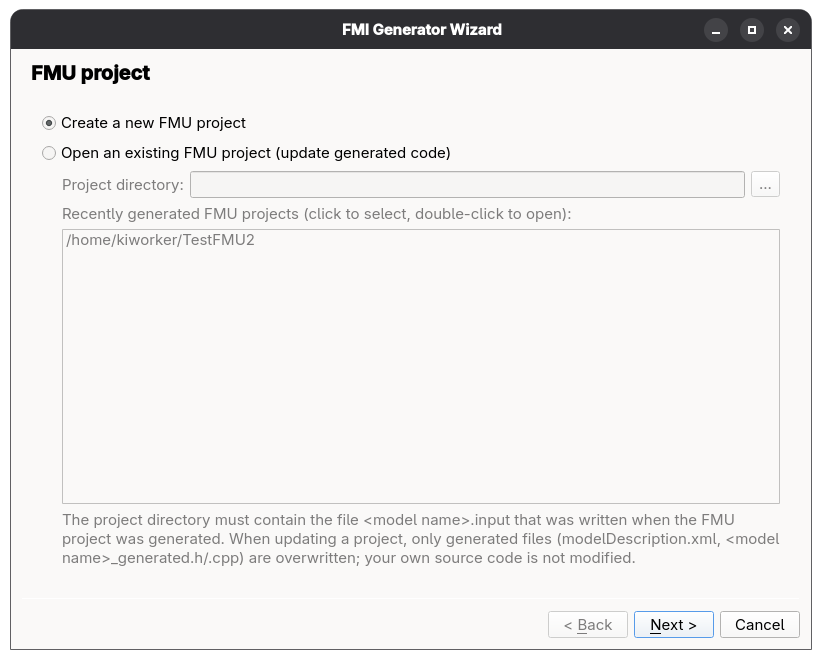 FMI Generator Wizard
FMU project
Create a new FMU project
Open an existing FMU project (update generated code)
Project directory:
...
Recently generated FMU projects (click to select, double-click to open):
/home/kiworker/TestFMU2
The project directory must contain the file <model name>.input that was written when the FMU
project was generated. When updating a project, only generated files (modelDescription.xml, <model
name>_generated.h/.cpp) are overwritten; your own source code is not modified.
< Back
Next >
Cancel